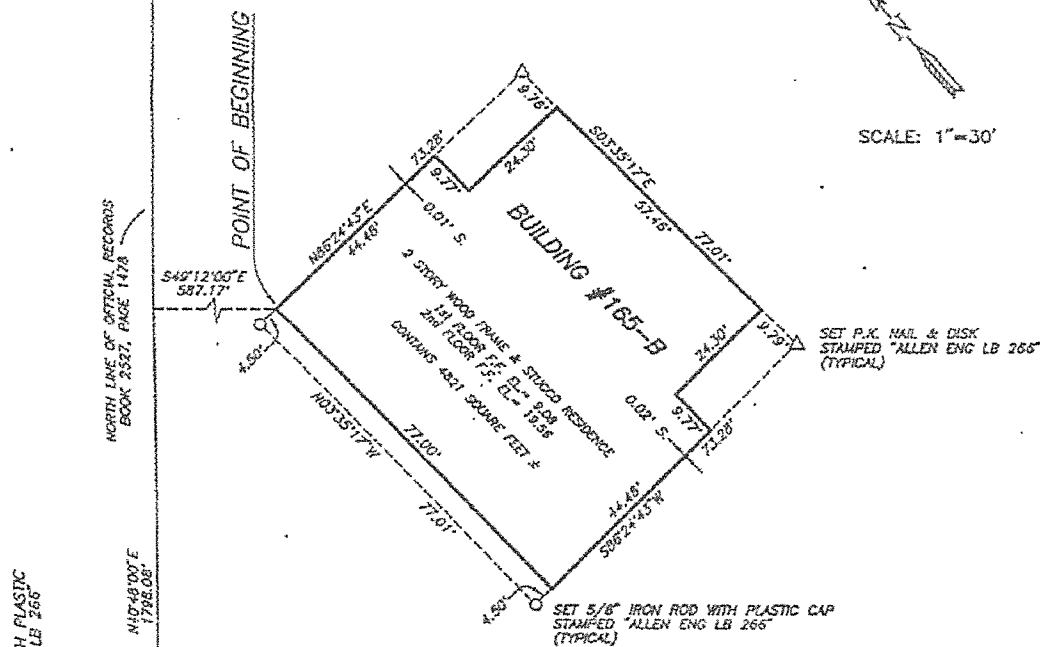 N
SCALE: 1"=30'
POINT OF BEGINNING
NORTH LINE OF OFFICIAL RECORDS
BOOK 2527, PAGE 1478
S49°12'00"E
587.17'
N86°24'43"E
44.48'
73.28'
9.77'
24.30'
9.76'
0.01' S.
S03°35'17"E
57.46'
77.01'
BUILDING #165-B
2 STORY WOOD FRAME & STUCCO RESIDENCE
1st FLOOR F.F. EL.= 9.08
2nd FLOOR F.F. EL.= 19.56
CONTAINS 4821 SQUARE FEET ±
24.30'
9.79'
SET P.K. NAIL & DISK
STAMPED "ALLEN ENG LB 266"
(TYPICAL)
0.02' S.
9.77'
73.28'
44.48'
S86°24'43"W
4.50'
77.00'
N03°35'17"W
77.01'
4.50'
SET 5/8" IRON ROD WITH PLASTIC CAP
STAMPED "ALLEN ENG LB 266"
(TYPICAL)
N40°48'00"E
1798.08'
H PLASTIC
LB 266"